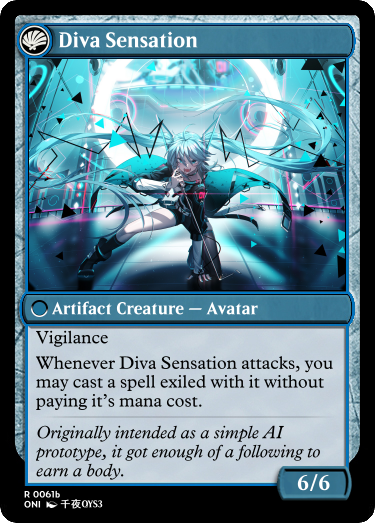 Diva Sensation
Artifact Creature — Avatar
Vigilance
Whenever Diva Sensation attacks, you
may cast a spell exiled with it without
paying it's mana cost.
Originally intended as a simple AI
prototype, it got enough of a following to
earn a body.
6/6
R 0061b
ONI 千夜OYS3